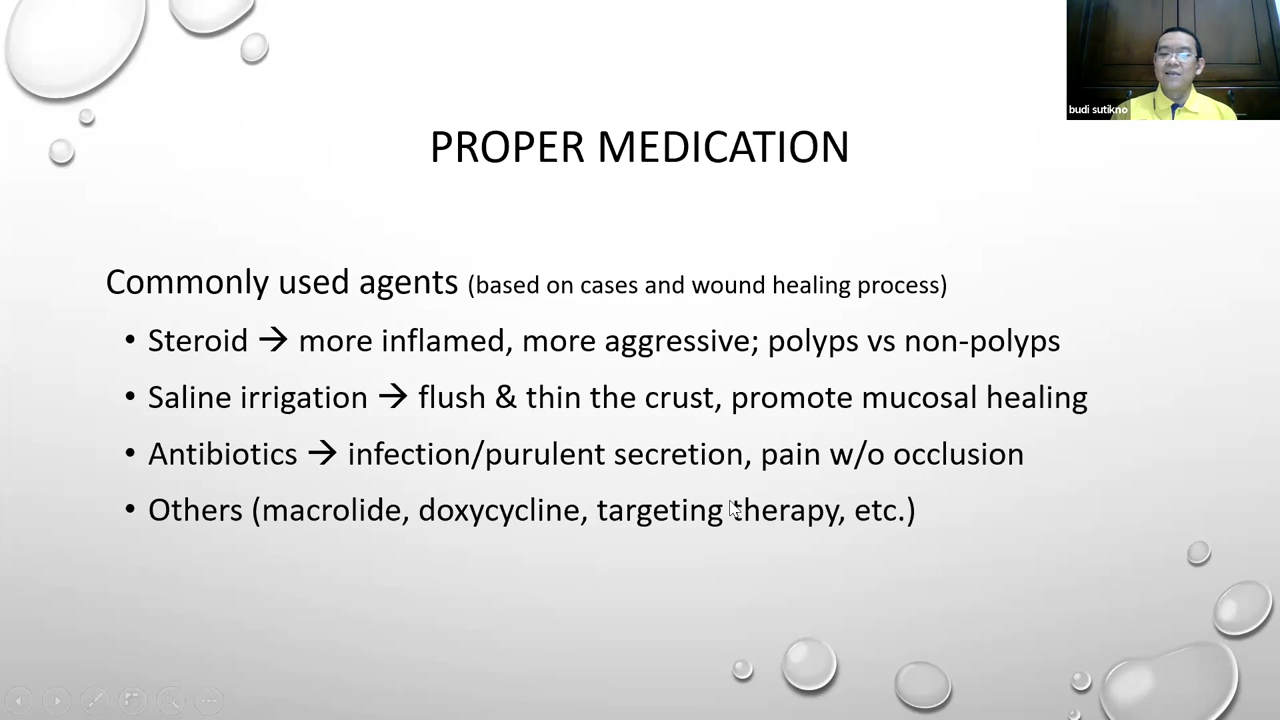 budi sutikno
PROPER MEDICATION
Commonly used agents (based on cases and wound healing process)
• Steroid → more inflamed, more aggressive; polyps vs non-polyps
• Saline irrigation → flush & thin the crust, promote mucosal healing
• Antibiotics → infection/purulent secretion, pain w/o occlusion
• Others (macrolide, doxycycline, targeting therapy, etc.)